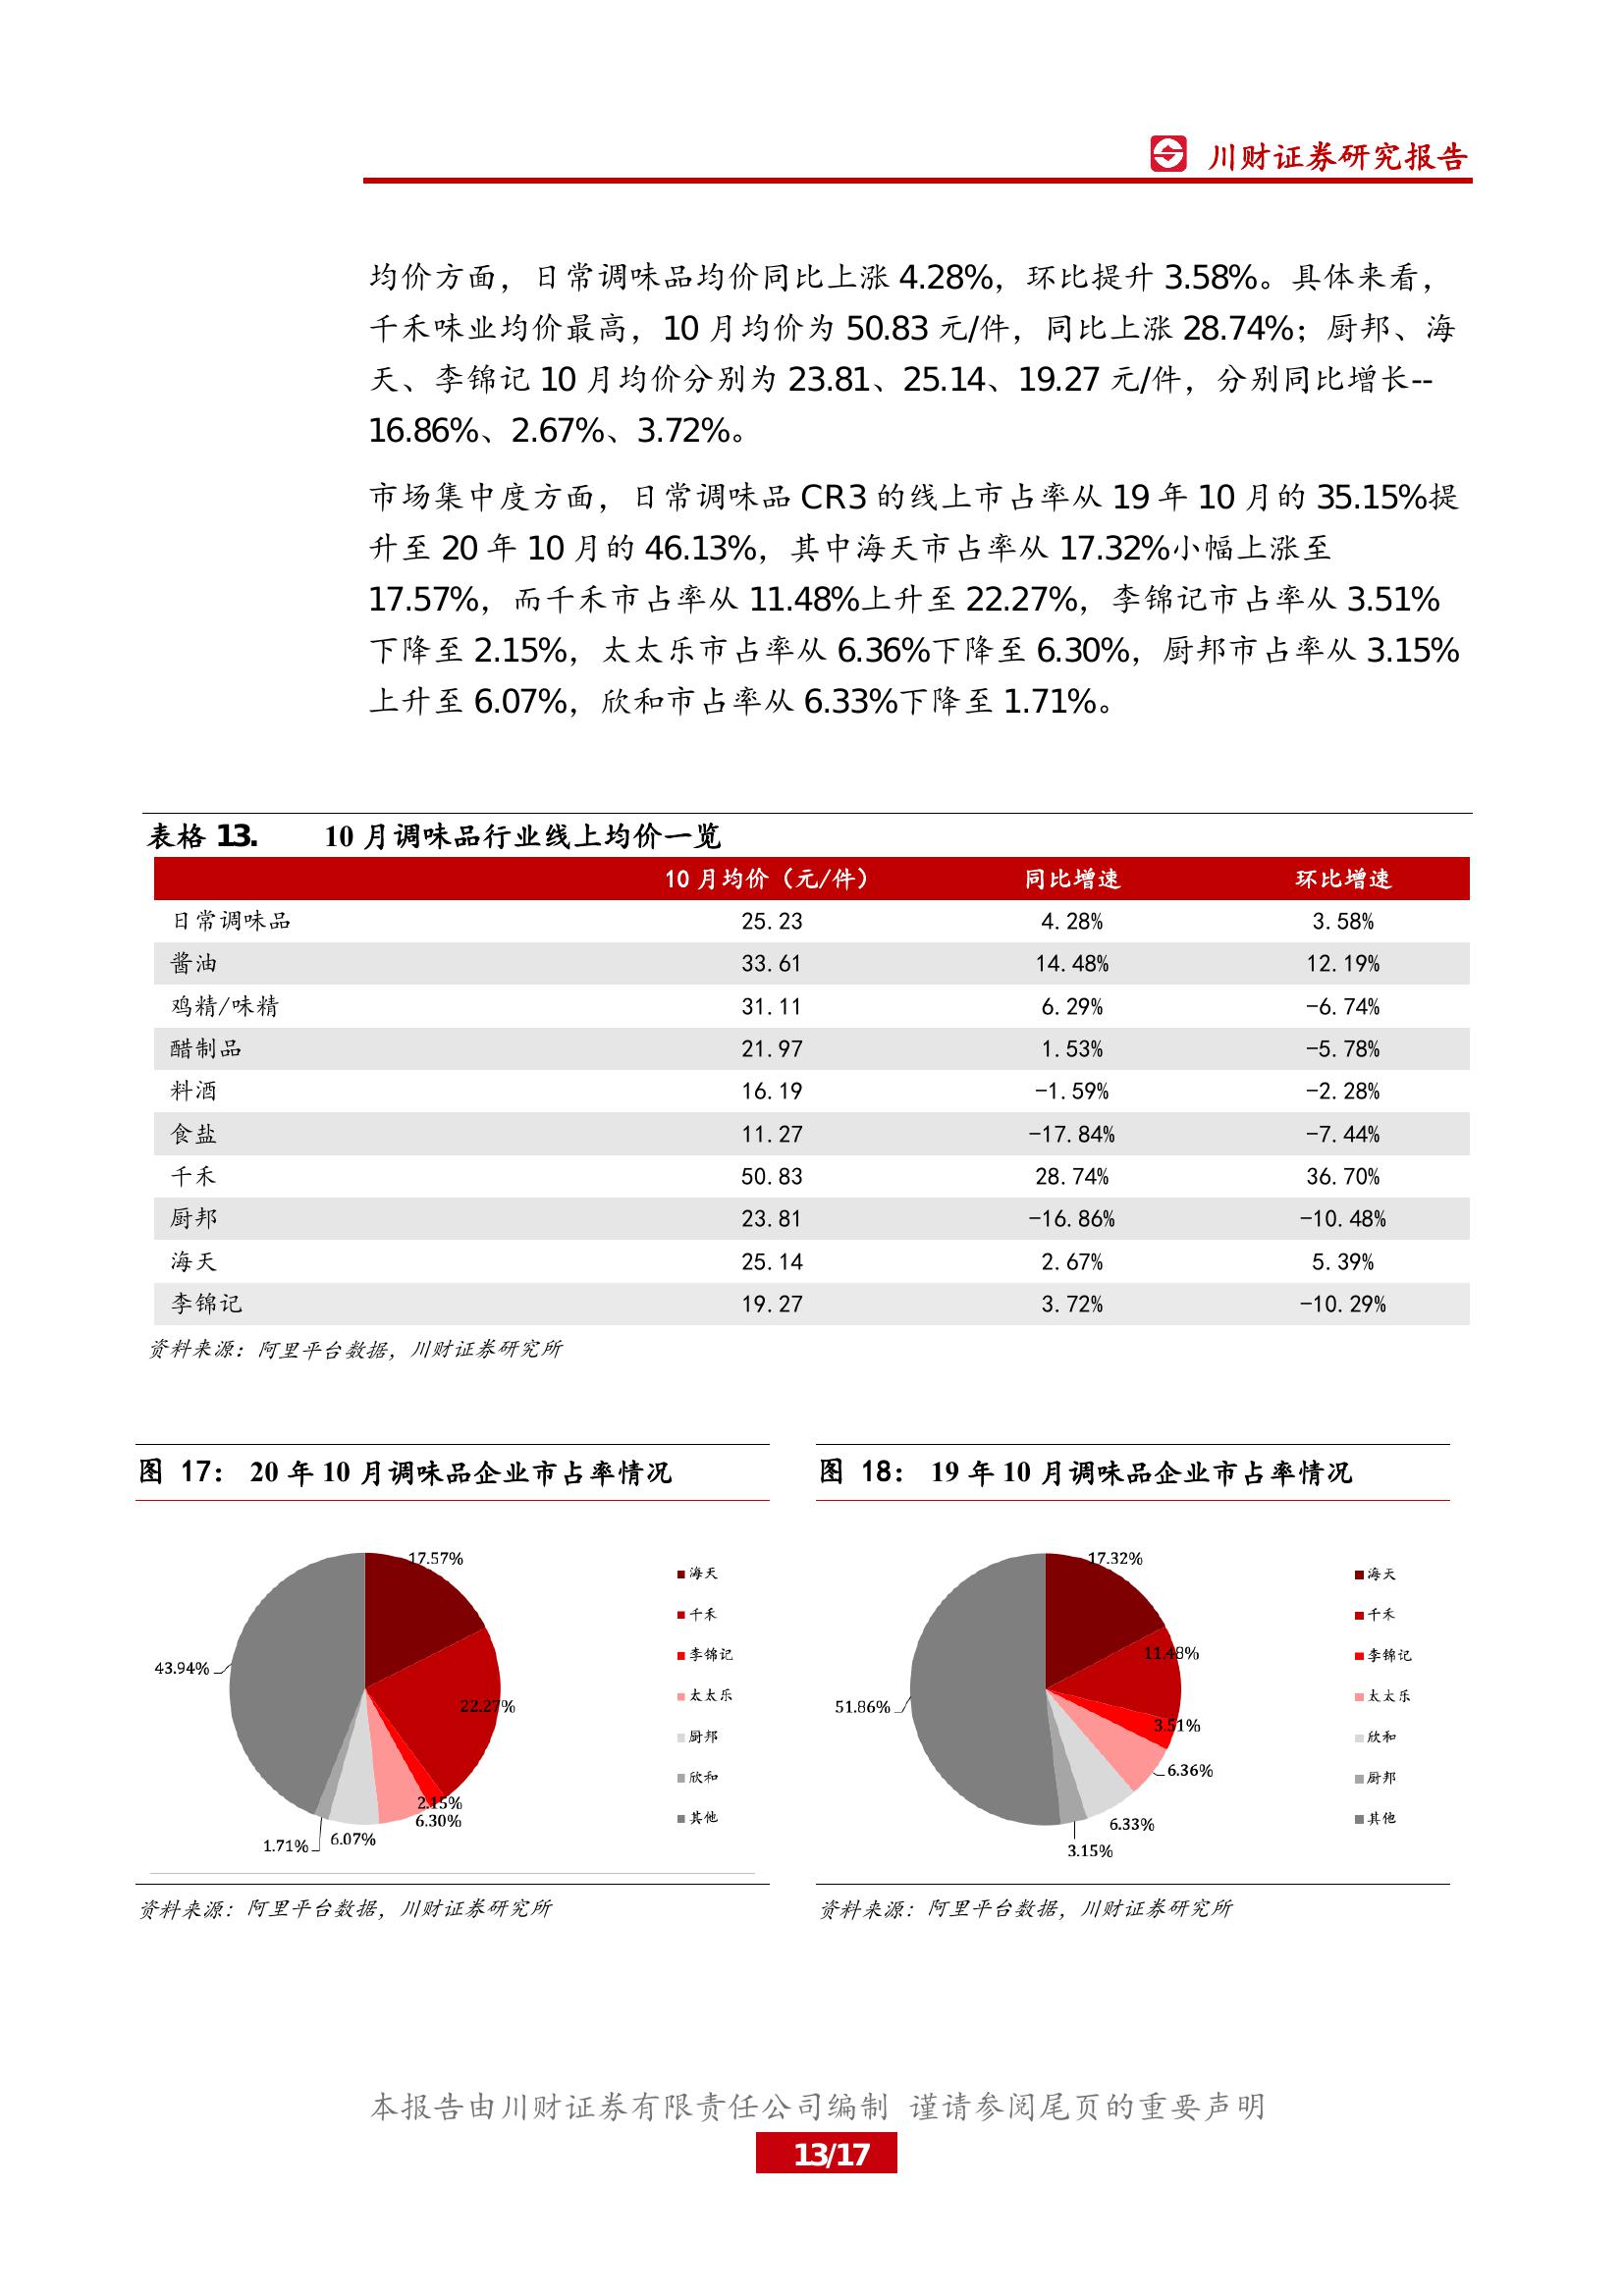 川财证券研究报告
均价方面，日常调味品均价同比上涨 4.28%，环比提升 3.58%。具体来看，
千禾味业均价最高，10 月均价为 50.83 元/件，同比上涨 28.74%；厨邦、海
天、李锦记 10 月均价分别为 23.81、25.14、19.27 元/件，分别同比增长--
16.86%、2.67%、3.72%。
市场集中度方面，日常调味品 CR3 的线上市占率从 19 年 10 月的 35.15%提
升至 20 年 10 月的 46.13%，其中海天市占率从 17.32%小幅上涨至
17.57%，而千禾市占率从 11.48%上升至 22.27%，李锦记市占率从 3.51%
下降至 2.15%，太太乐市占率从 6.36%下降至 6.30%，厨邦市占率从 3.15%
上升至 6.07%，欣和市占率从 6.33%下降至 1.71%。
表格 13. 10 月调味品行业线上均价一览
10 月均价（元/件） 同比增速 环比增速
日常调味品 25.23 4.28% 3.58%
酱油 33.61 14.48% 12.19%
鸡精/味精 31.11 6.29% -6.74%
醋制品 21.97 1.53% -5.78%
料酒 16.19 -1.59% -2.28%
食盐 11.27 -17.84% -7.44%
千禾 50.83 28.74% 36.70%
厨邦 23.81 -16.86% -10.48%
海天 25.14 2.67% 5.39%
李锦记 19.27 3.72% -10.29%
资料来源：阿里平台数据，川财证券研究所
图 17： 20 年 10 月调味品企业市占率情况
17.57%
22.27%
2.15%
6.30%
6.07%
1.71%
43.94%
海天
千禾
李锦记
太太乐
厨邦
欣和
其他
资料来源：阿里平台数据，川财证券研究所
图 18： 19 年 10 月调味品企业市占率情况
17.32%
11.48%
3.51%
6.36%
6.33%
3.15%
51.86%
海天
千禾
李锦记
太太乐
欣和
厨邦
其他
资料来源：阿里平台数据，川财证券研究所
本报告由川财证券有限责任公司编制 谨请参阅尾页的重要声明
13/17